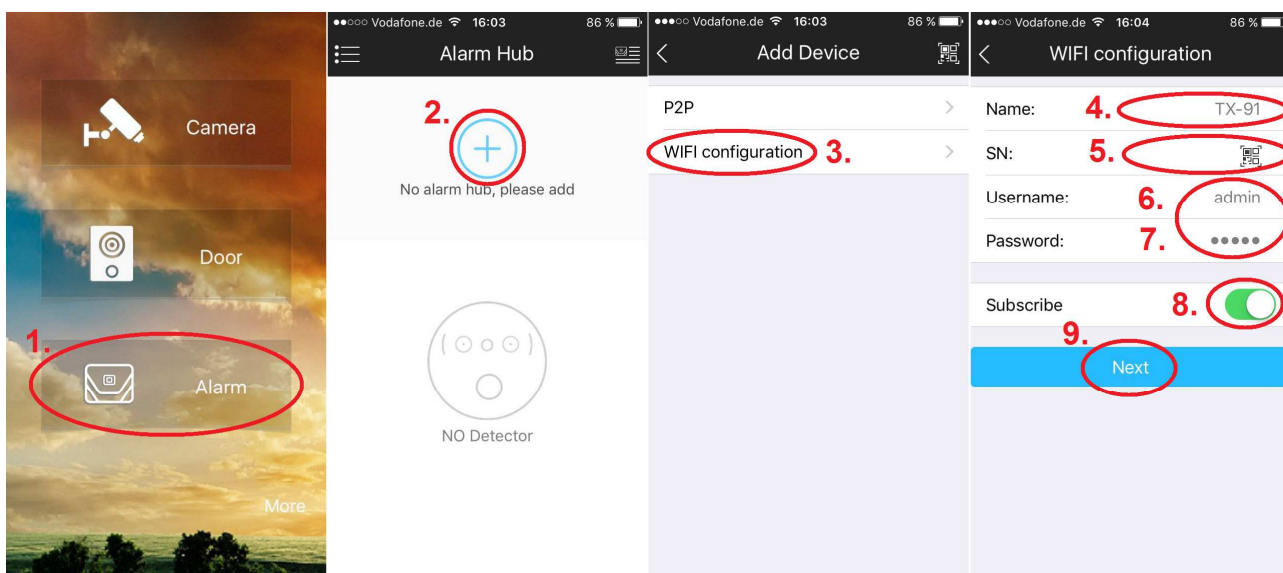 Camera
Door
1.
Alarm
More
Vodafone.de 16:03 86 %
Alarm Hub
2.
No alarm hub, please add
NO Detector
Vodafone.de 16:03 86 %
Add Device
P2P
WIFI configuration 3.
Vodafone.de 16:04 86 %
WIFI configuration
Name: 4. TX-91
SN: 5.
Username: 6. admin
Password: 7. •••••
Subscribe 8.
9.
Next